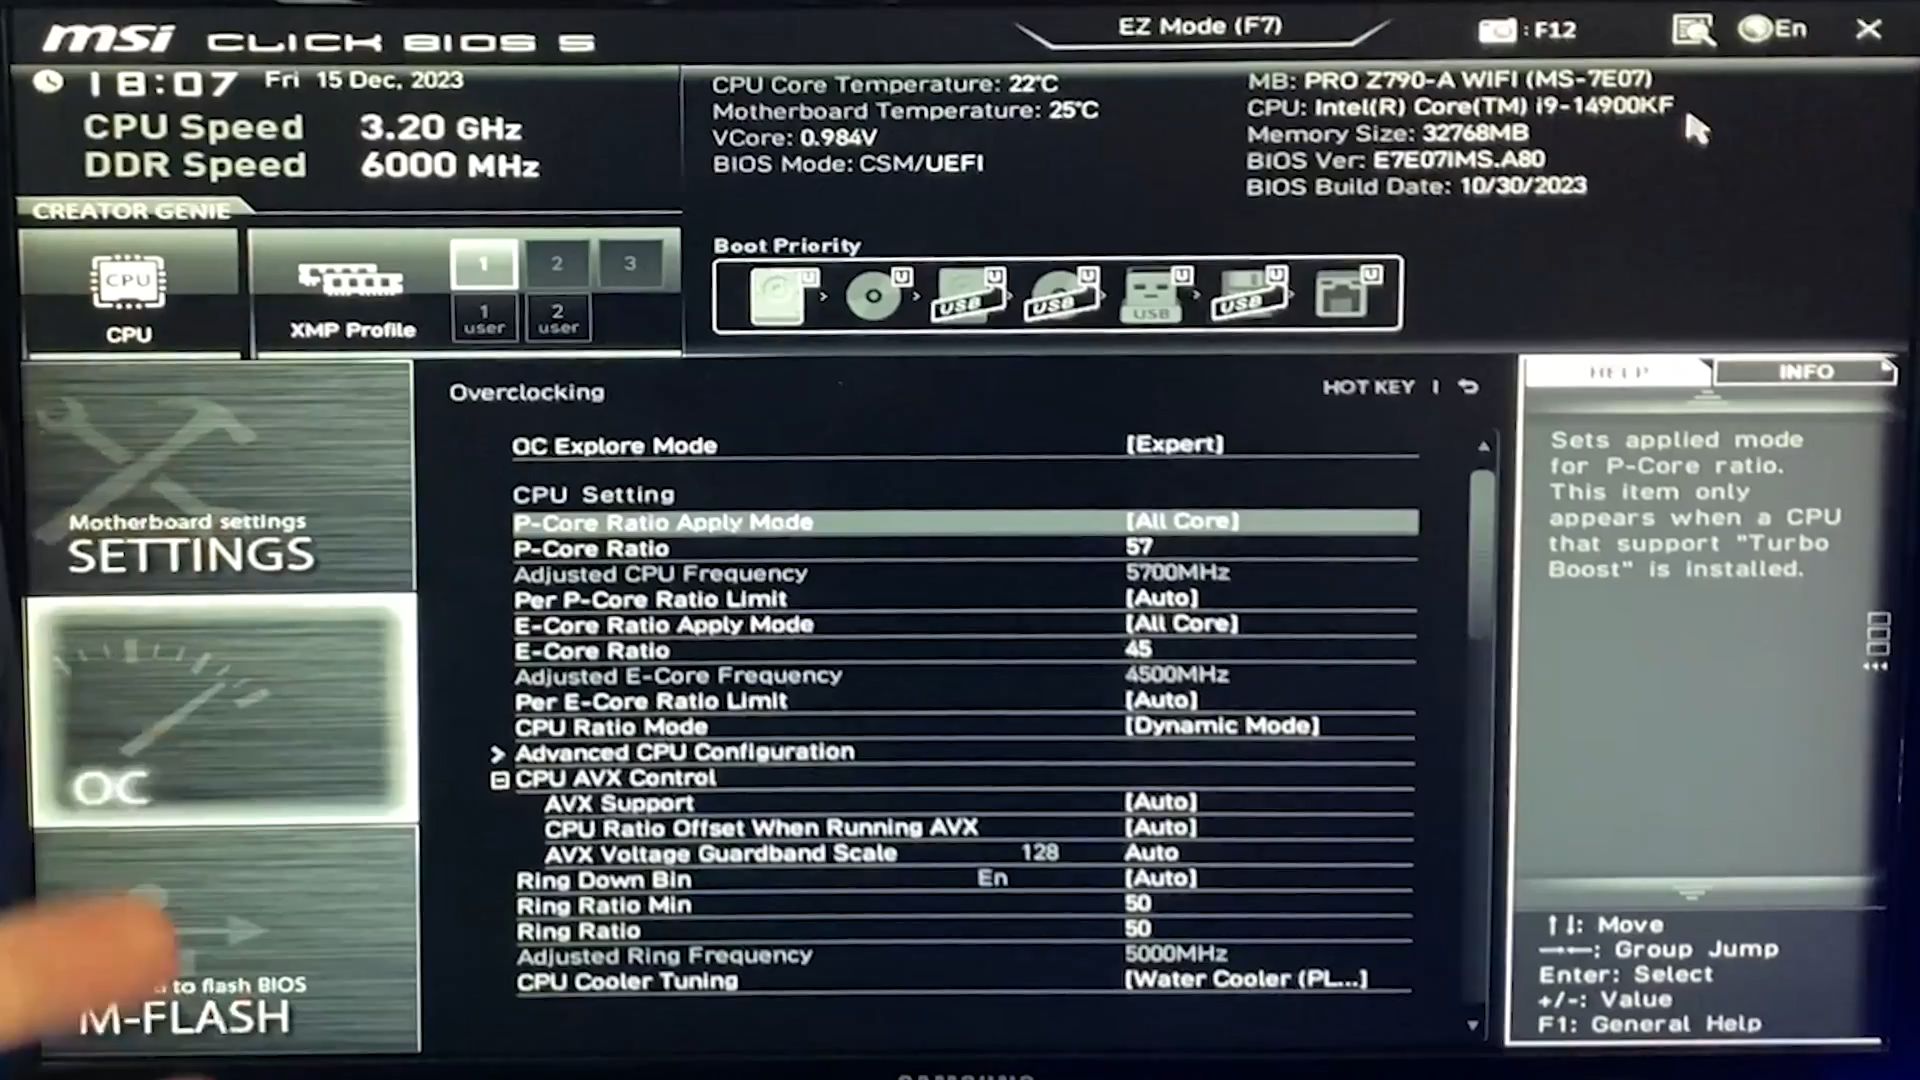 msi CLICK BIOS 5
EZ Mode (F7)
: F12
En
18:07 Fri 15 Dec, 2023
CPU Speed 3.20 GHz
DDR Speed 6000 MHz
CPU Core Temperature: 22°C
Motherboard Temperature: 25°C
VCore: 0.984V
BIOS Mode: CSM/UEFI
MB: PRO Z790-A WIFI (MS-7E07)
CPU: Intel(R) Core(TM) i9-14900KF
Memory Size: 32768MB
BIOS Ver: E7E07IMS.A80
BIOS Build Date: 10/30/2023
CREATOR GENIE
CPU
CPU
XMP Profile
1 2 3
1 user 2 user
Boot Priority
U U U U U U U
USB USB USB USB
Motherboard settings
SETTINGS
OC
to flash BIOS
M-FLASH
Overclocking
HOT KEY
OC Explore Mode [Expert]
CPU Setting
P-Core Ratio Apply Mode [All Core]
P-Core Ratio 57
Adjusted CPU Frequency 5700MHz
Per P-Core Ratio Limit [Auto]
E-Core Ratio Apply Mode [All Core]
E-Core Ratio 45
Adjusted E-Core Frequency 4500MHz
Per E-Core Ratio Limit [Auto]
CPU Ratio Mode [Dynamic Mode]
Advanced CPU Configuration
CPU AVX Control
AVX Support [Auto]
CPU Ratio Offset When Running AVX [Auto]
AVX Voltage Guardband Scale 128 Auto
Ring Down Bin En [Auto]
Ring Ratio Min 50
Ring Ratio 50
Adjusted Ring Frequency 5000MHz
CPU Cooler Tuning [Water Cooler (PL...]
HELP
INFO
Sets applied mode
for P-Core ratio.
This item only
appears when a CPU
that support "Turbo
Boost" is installed.
↑↓: Move
→←: Group Jump
Enter: Select
+/-: Value
F1: General Help
SAMSUNG